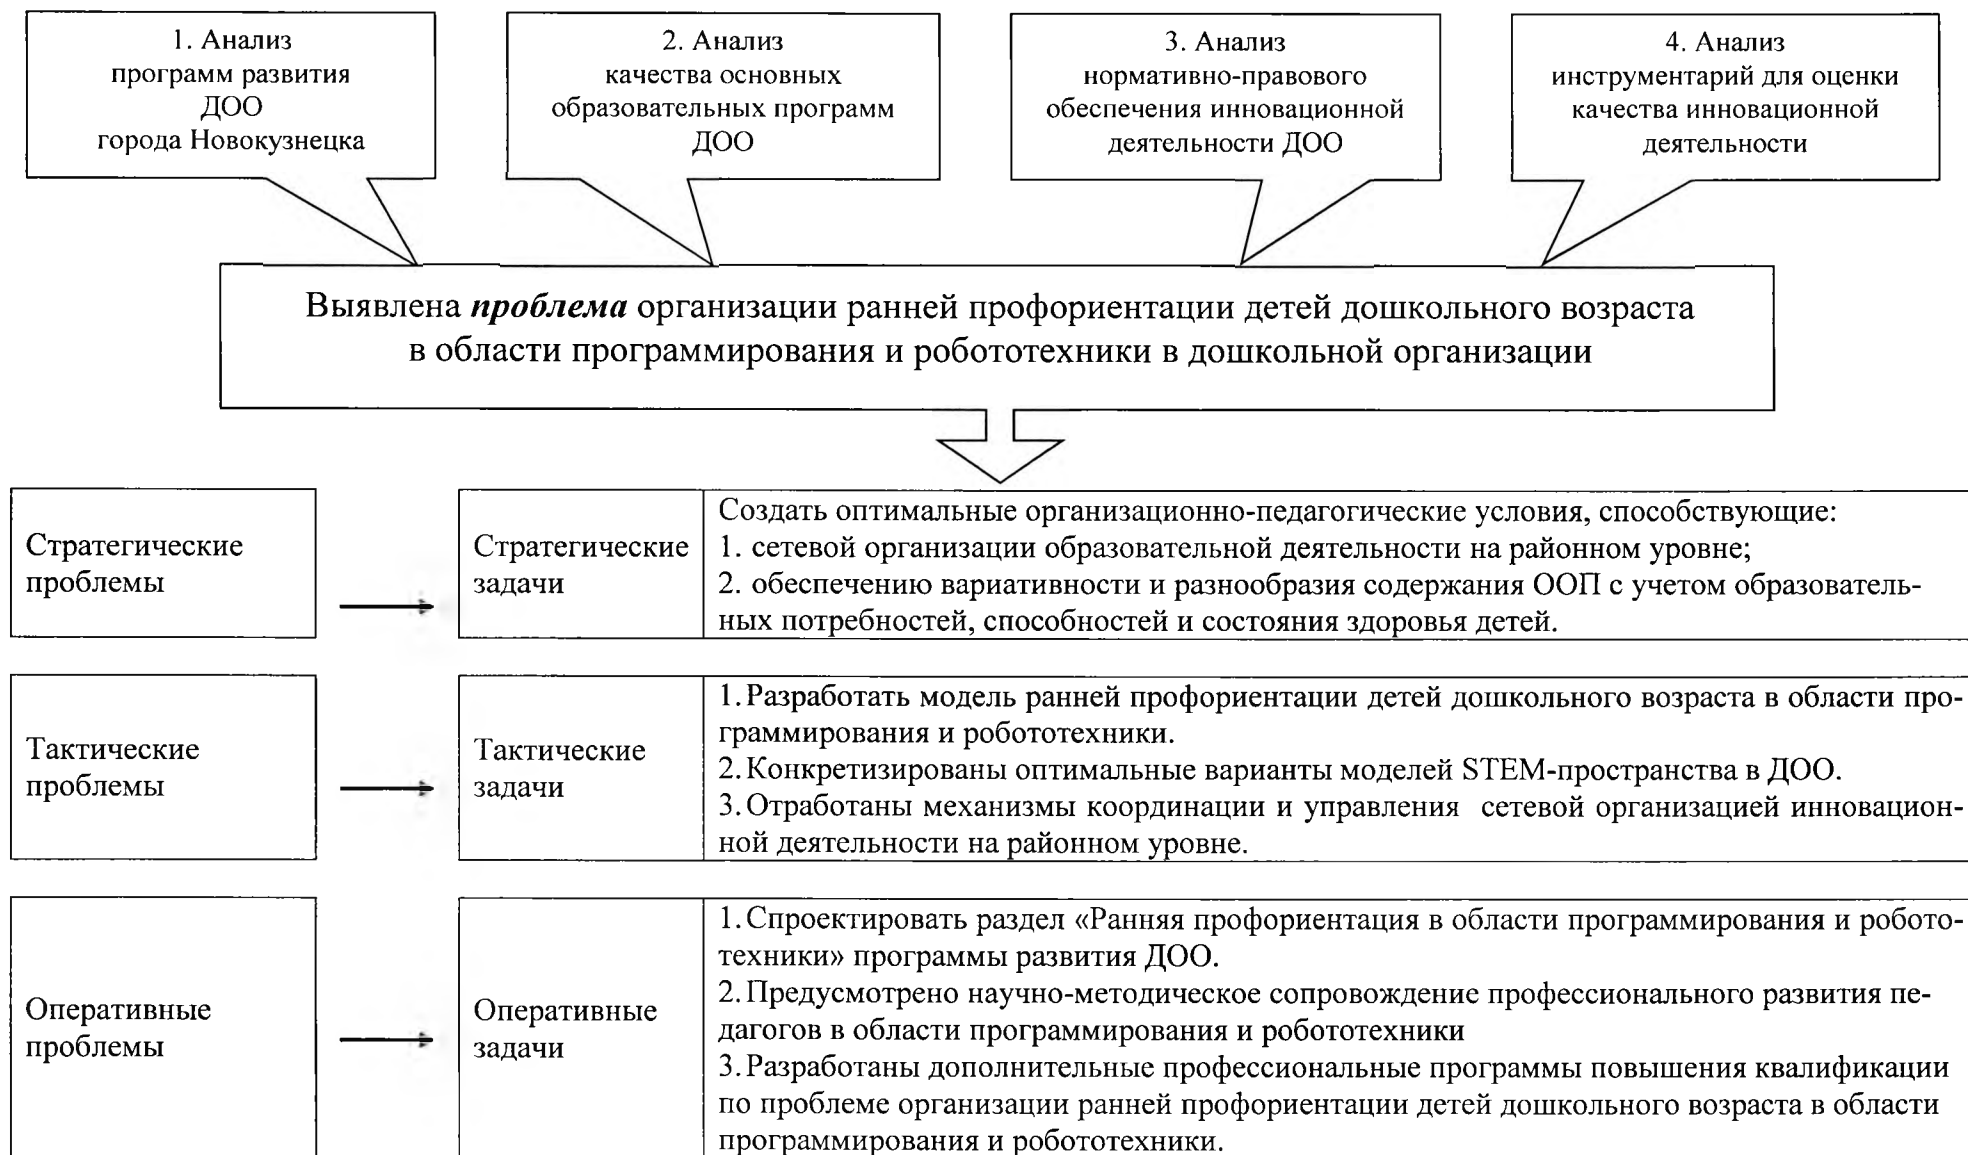 1. Анализ
программ развития
ДОО
города Новокузнецка
2. Анализ
качества основных
образовательных программ
ДОО
3. Анализ
нормативно-правового
обеспечения инновационной
деятельности ДОО
4. Анализ
инструментарий для оценки
качества инновационной
деятельности
Выявлена проблема организации ранней профориентации детей дошкольного возраста
в области программирования и робототехники в дошкольной организации
Стратегические
проблемы
Стратегические
задачи
Создать оптимальные организационно-педагогические условия, способствующие:
1. сетевой организации образовательной деятельности на районном уровне;
2. обеспечению вариативности и разнообразия содержания ООП с учетом образователь-
ных потребностей, способностей и состояния здоровья детей.
Тактические
проблемы
Тактические
задачи
1. Разработать модель ранней профориентации детей дошкольного возраста в области про-
граммирования и робототехники.
2. Конкретизированы оптимальные варианты моделей STEM-пространства в ДОО.
3. Отработаны механизмы координации и управления сетевой организацией инновацион-
ной деятельности на районном уровне.
Оперативные
проблемы
Оперативные
задачи
1. Спроектировать раздел «Ранняя профориентация в области программирования и робото-
техники» программы развития ДОО.
2. Предусмотрено научно-методическое сопровождение профессионального развития пе-
дагогов в области программирования и робототехники
3. Разработаны дополнительные профессиональные программы повышения квалификации
по проблеме организации ранней профориентации детей дошкольного возраста в области
программирования и робототехники.